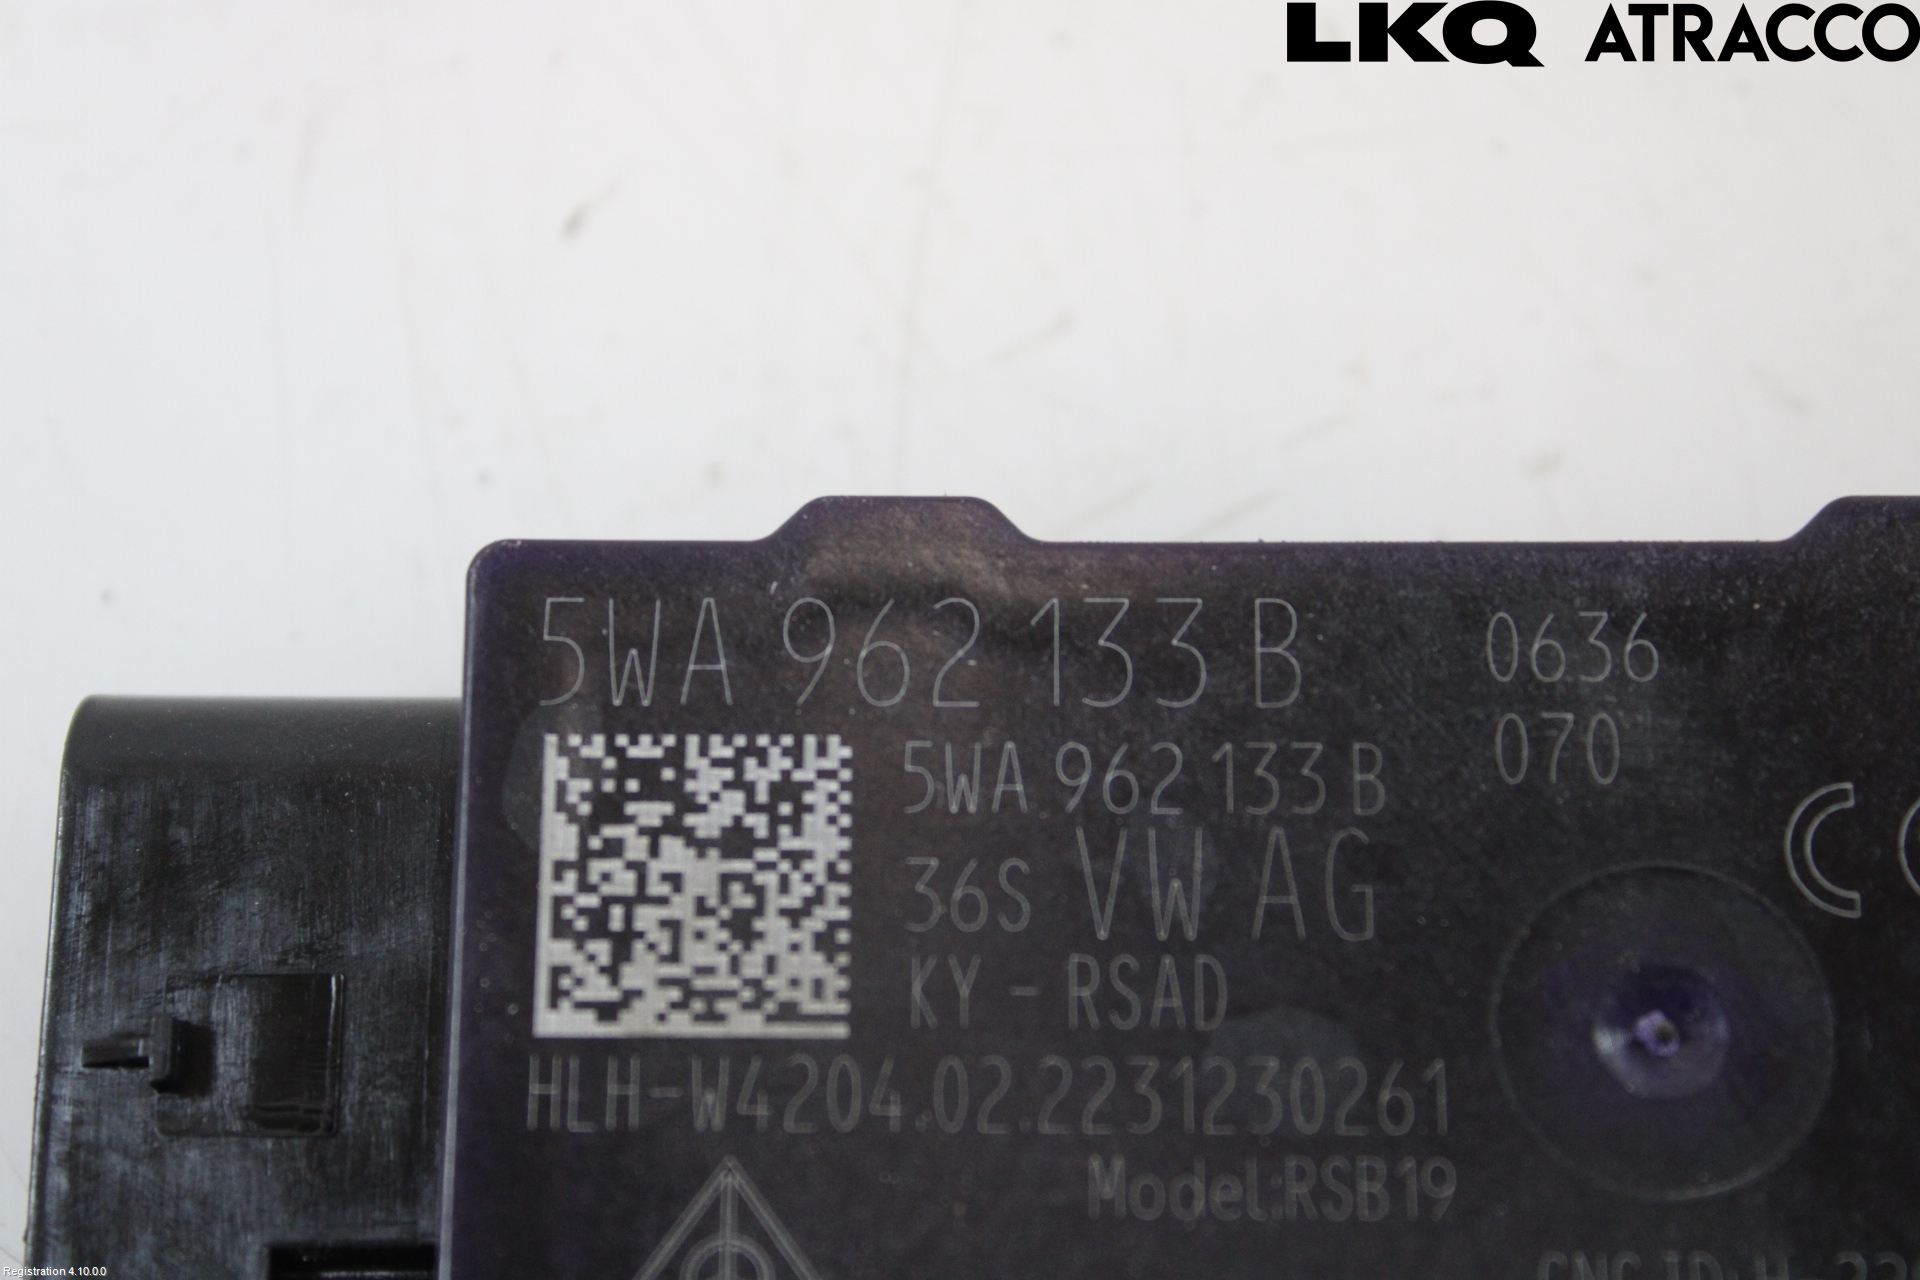 LKQ ATRACCO
5WA 962 133 B
0636
5WA 962 133 B
070
36S VW AG
KY - RSAD
HLH-W4204.02.2231230261
Model:RSB19
Registration 4.10.0.0